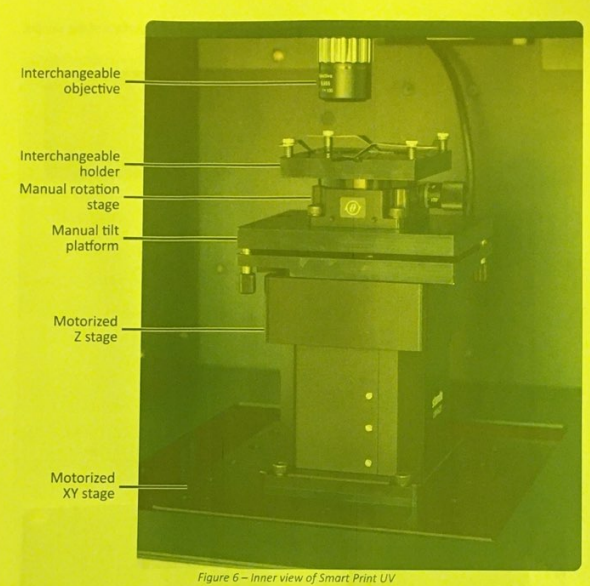 Interchangeable
objective
Interchangeable
holder
Manual rotation
stage
Manual tilt
platform
Motorized
Z stage
Motorized
XY stage
Figure 6 – Inner view of Smart Print UV